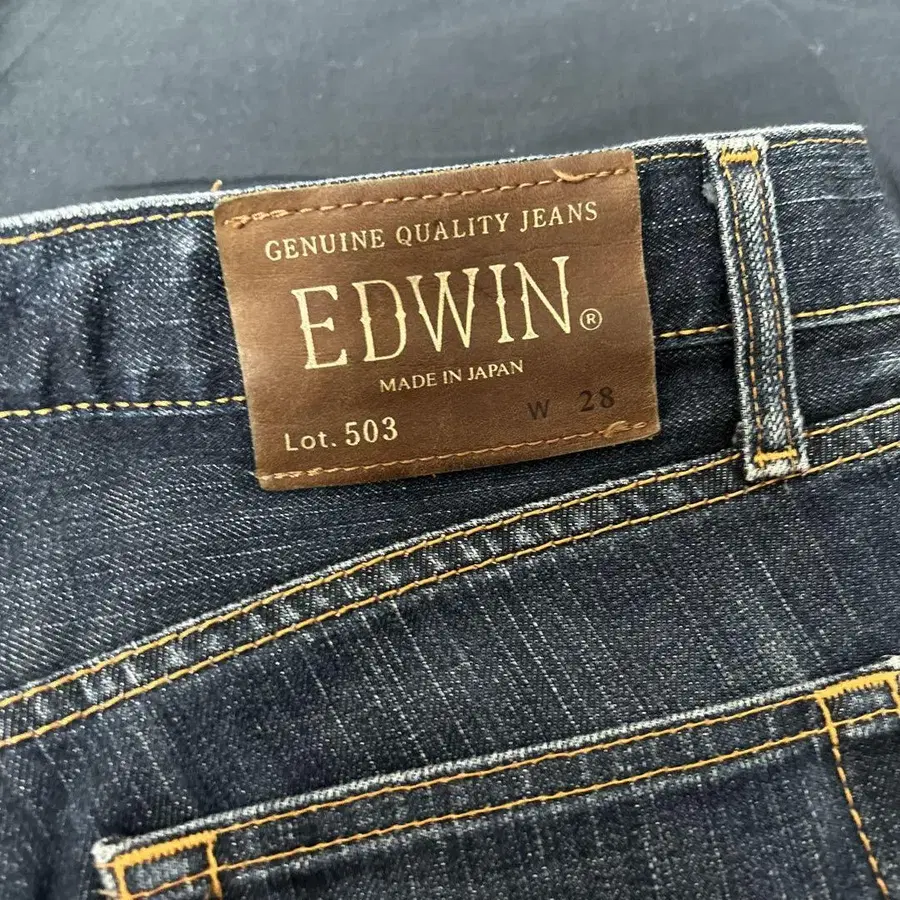 GENUINE QUALITY JEANS
EDWIN®
MADE IN JAPAN
Lot. 503 W 28